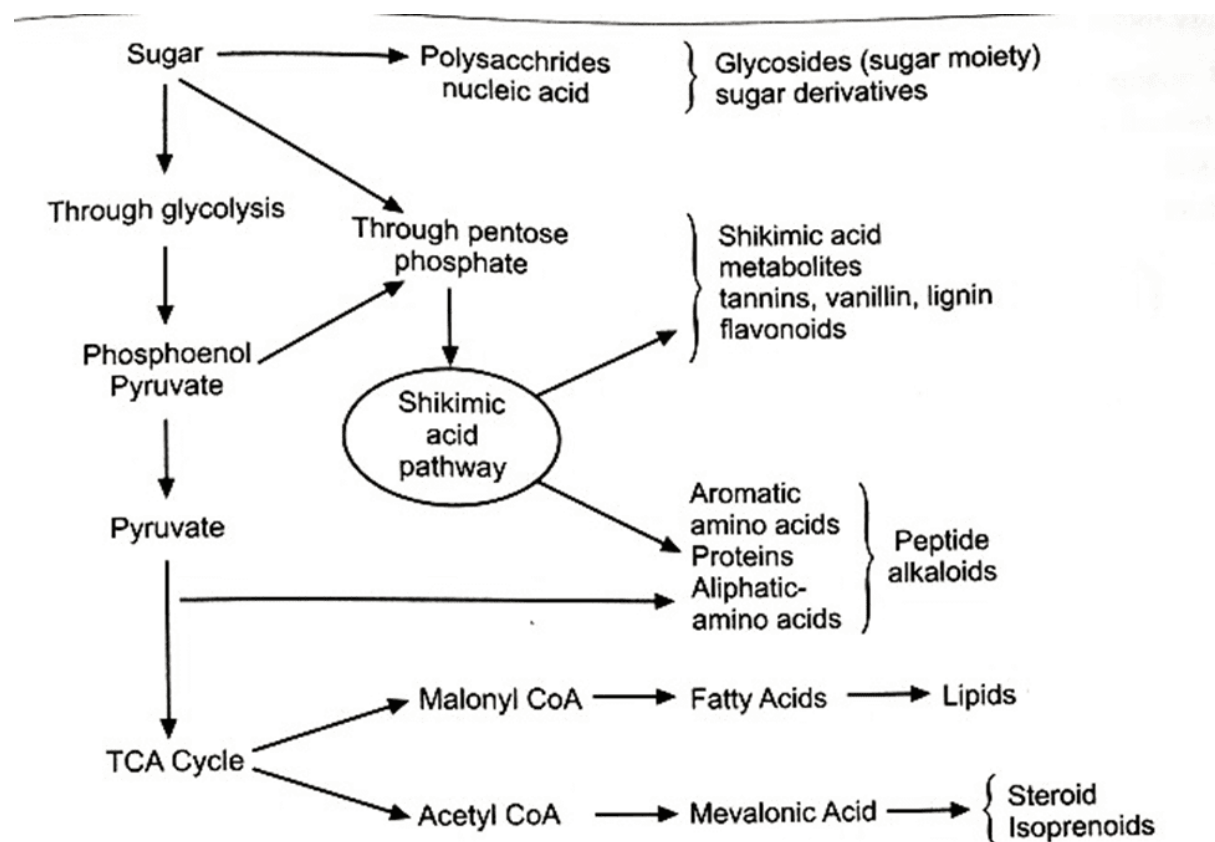 Sugar
Polysacchrides
nucleic acid
Glycosides (sugar moiety)
sugar derivatives
Through glycolysis
Through pentose
phosphate
Shikimic acid
metabolites
tannins, vanillin, lignin
flavonoids
Phosphoenol
Pyruvate
Shikimic
acid
pathway
Pyruvate
Aromatic
amino acids
Proteins
Aliphatic-
amino acids
Peptide
alkaloids
Malonyl CoA
Fatty Acids
Lipids
TCA Cycle
Acetyl CoA
Mevalonic Acid
Steroid
Isoprenoids